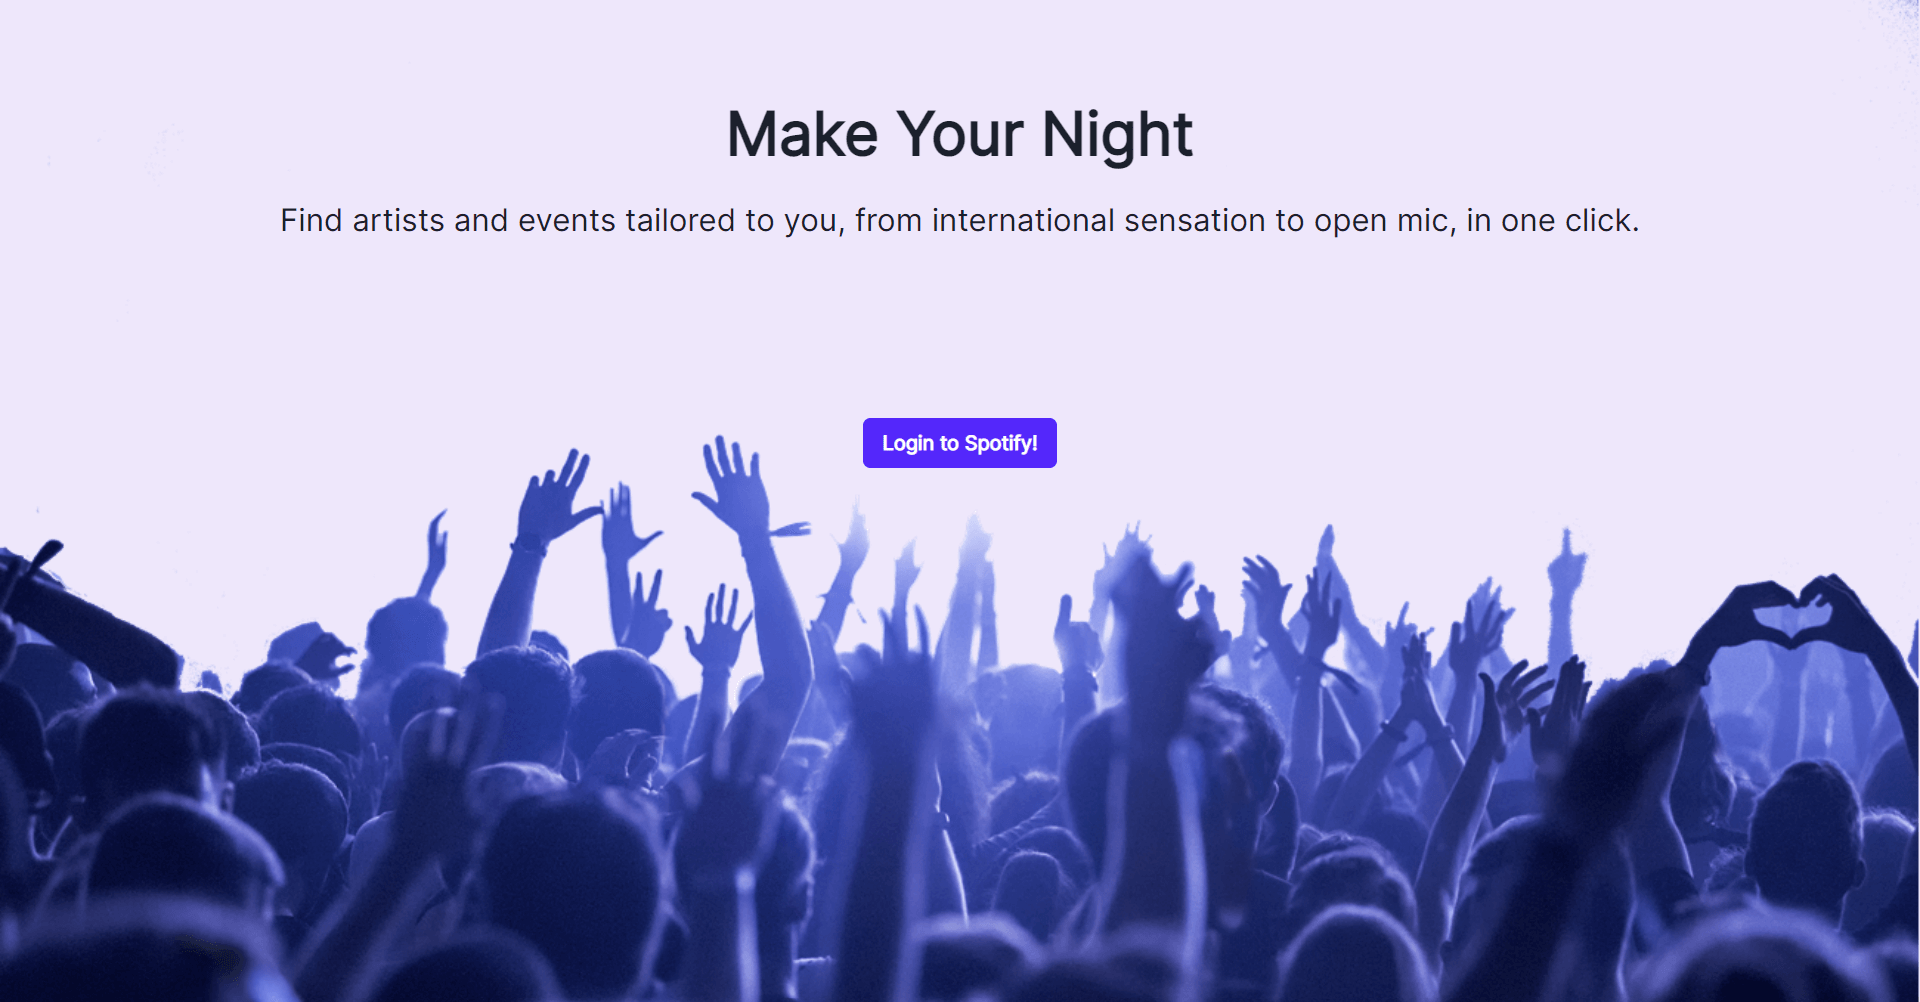 Make Your Night
Find artists and events tailored to you, from international sensation to open mic, in one click.
Login to Spotify!